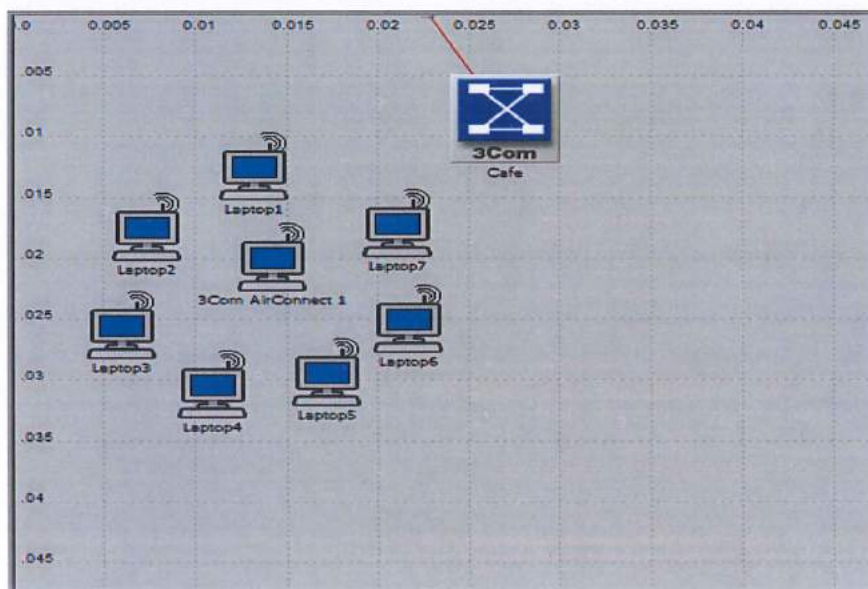 .0 0.005 0.01 0.015 0.02 0.025 0.03 0.035 0.04 0.045
.005
.01
3Com
Cafe
.015
Laptop1
Laptop2
Laptop7
.02
3Com AirConnect 1
.025
Laptop3
Laptop6
.03
Laptop4
Laptop5
.035
.04
.045